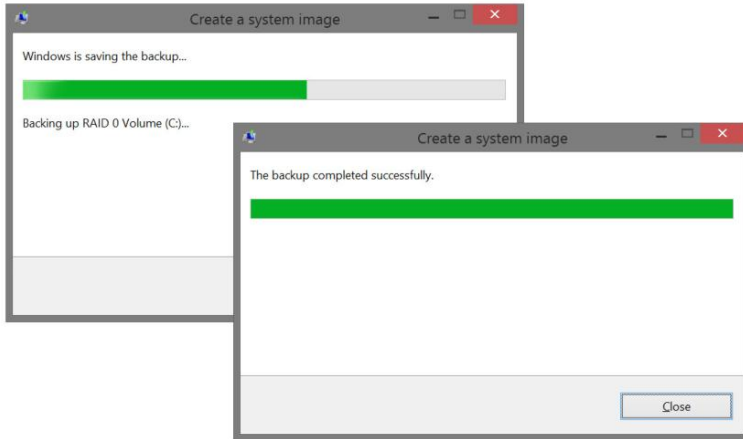 Create a system image
Windows is saving the backup...
Backing up RAID 0 Volume (C:)...
Create a system image
The backup completed successfully.
Close